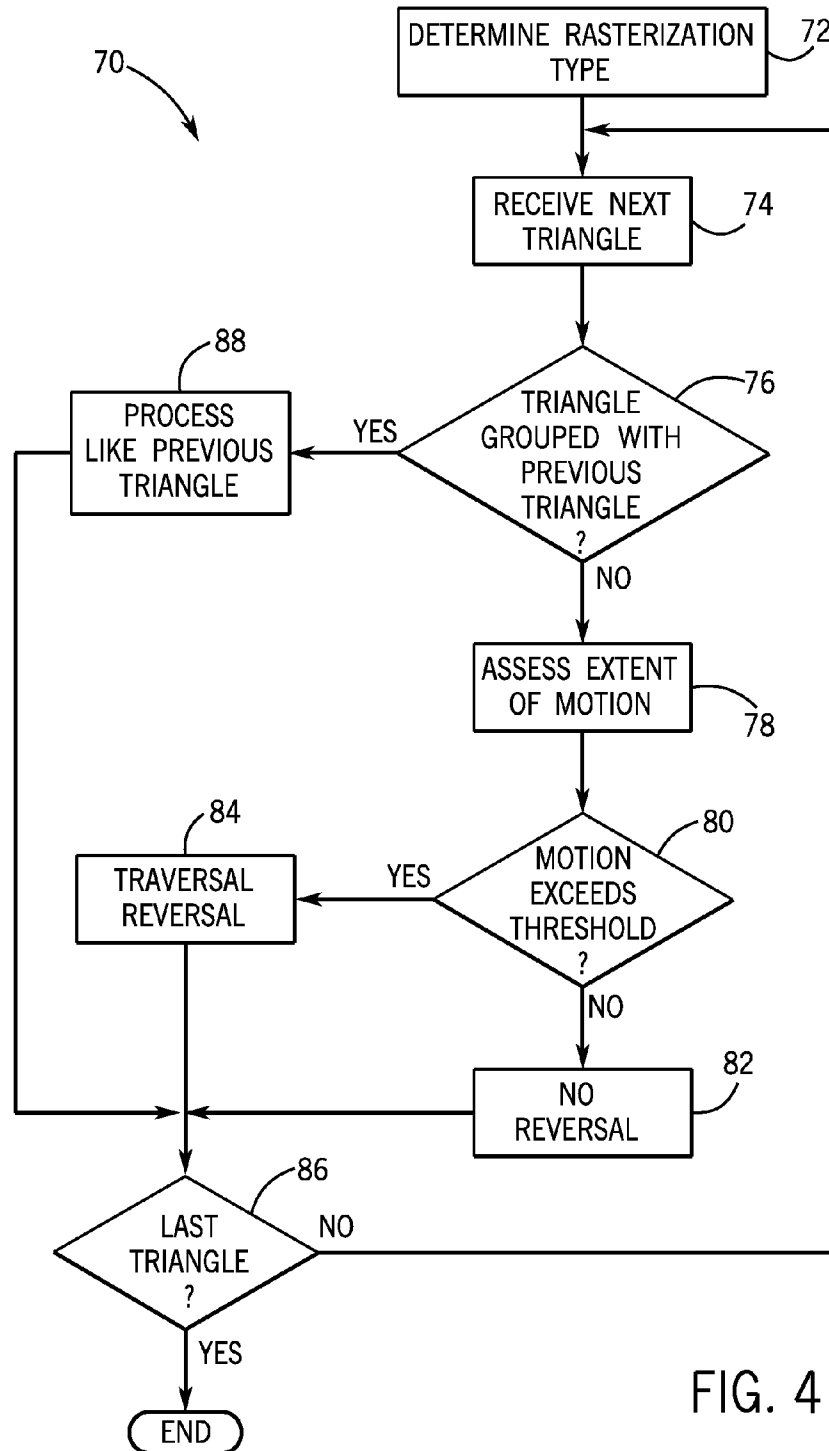 DETERMINE RASTERIZATION
TYPE
72
70
RECEIVE NEXT
TRIANGLE
74
88
PROCESS
LIKE PREVIOUS
TRIANGLE
YES
TRIANGLE
GROUPED WITH
PREVIOUS
TRIANGLE
?
76
NO
ASSESS EXTENT
OF MOTION
78
84
TRAVERSAL
REVERSAL
YES
MOTION
EXCEEDS
THRESHOLD
?
80
NO
NO
REVERSAL
82
86
LAST
TRIANGLE
?
NO
YES
END
FIG. 4